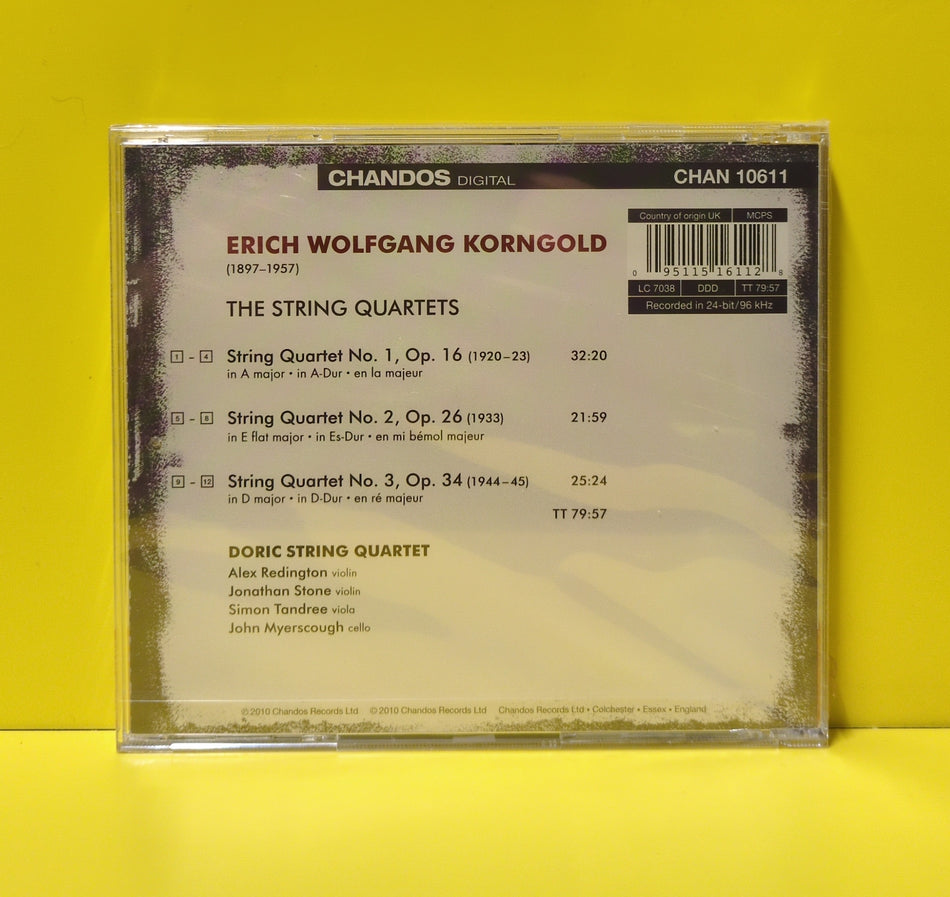 CHANDOS DIGITAL CHAN 10611
Country of origin UK MCPS
0 95115 16112 8
LC 7038 DDD TT 79:57
Recorded in 24-bit/96 kHz
ERICH WOLFGANG KORNGOLD
(1897–1957)
THE STRING QUARTETS
1 – 4 String Quartet No. 1, Op. 16 (1920–23) 32:20
in A major • in A-Dur • en la majeur
5 – 8 String Quartet No. 2, Op. 26 (1933) 21:59
in E flat major • in Es-Dur • en mi bémol majeur
9 – 12 String Quartet No. 3, Op. 34 (1944–45) 25:24
in D major • in D-Dur • en ré majeur
TT 79:57
DORIC STRING QUARTET
Alex Redington violin
Jonathan Stone violin
Simon Tandree viola
John Myerscough cello
℗ 2010 Chandos Records Ltd © 2010 Chandos Records Ltd Chandos Records Ltd • Colchester • Essex • England